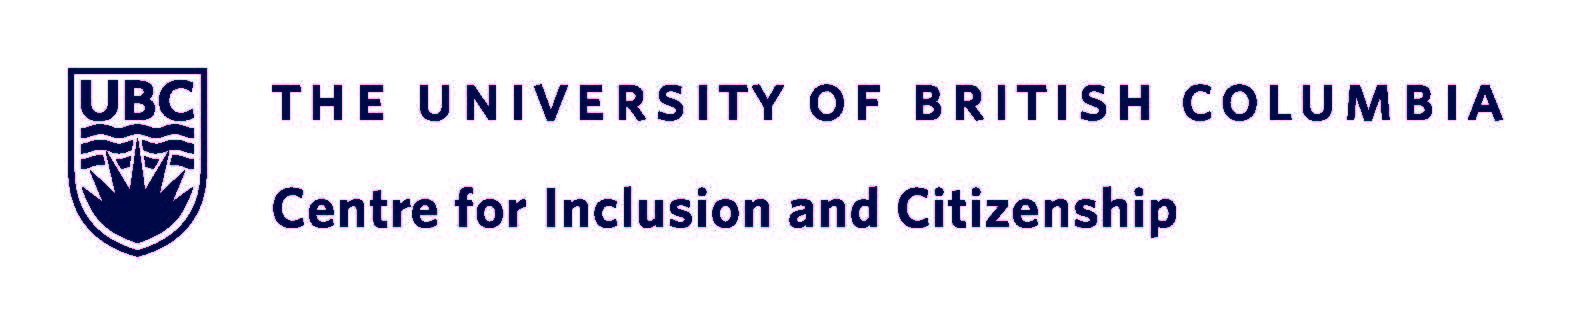 UBC
THE UNIVERSITY OF BRITISH COLUMBIA
Centre for Inclusion and Citizenship